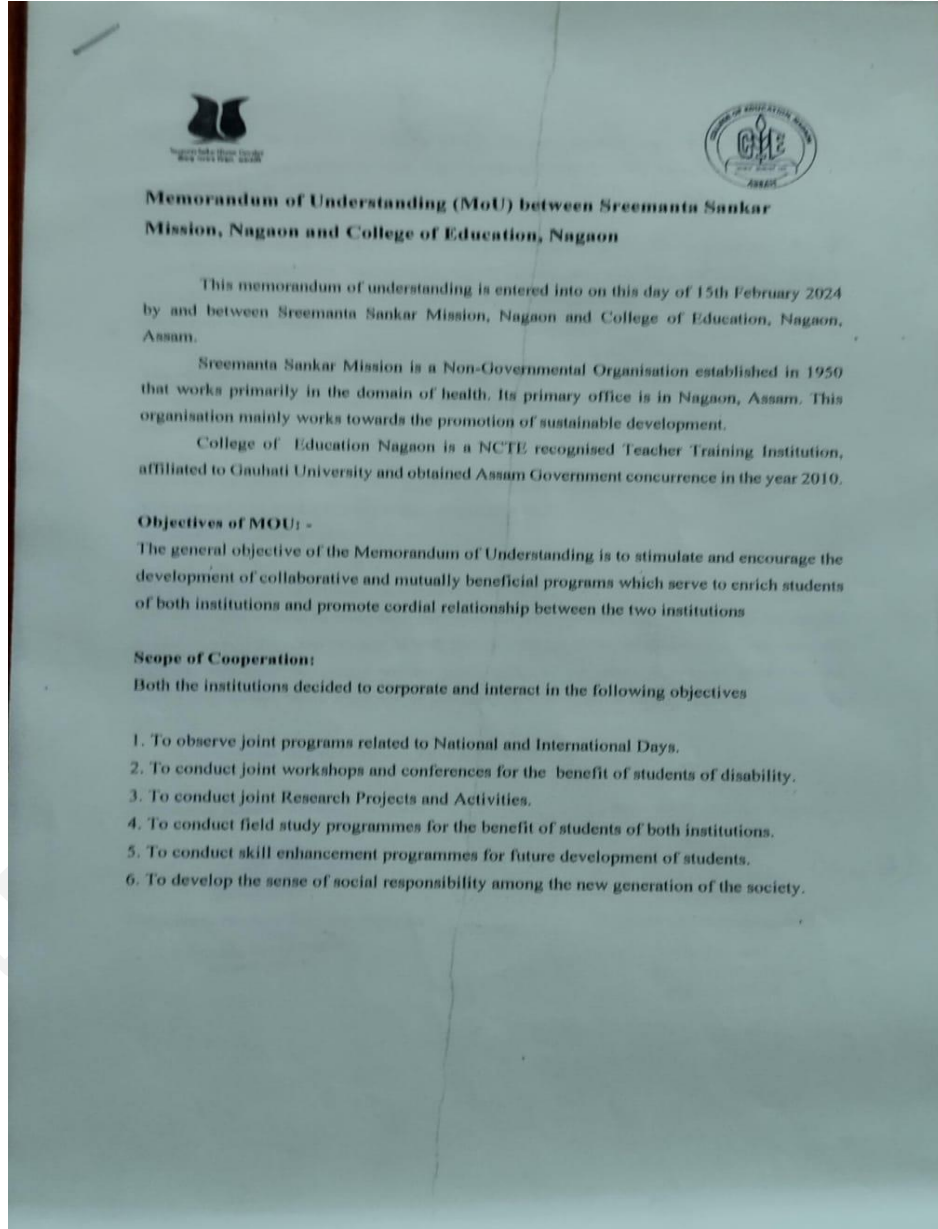 COLLEGE OF EDUCATION, NAGAON
CTE
ASSAM
Memorandum of Understanding (MoU) between Sreemanta Sankar
Mission, Nagaon and College of Education, Nagaon
This memorandum of understanding is entered into on this day of 15th February 2024
by and between Sreemanta Sankar Mission, Nagaon and College of Education, Nagaon,
Assam.
Sreemanta Sankar Mission is a Non-Governmental Organisation established in 1950
that works primarily in the domain of health. Its primary office is in Nagaon, Assam. This
organisation mainly works towards the promotion of sustainable development.
College of Education Nagaon is a NCTE recognised Teacher Training Institution,
affiliated to Gauhati University and obtained Assam Government concurrence in the year 2010.
Objectives of MOU: -
The general objective of the Memorandum of Understanding is to stimulate and encourage the
development of collaborative and mutually beneficial programs which serve to enrich students
of both institutions and promote cordial relationship between the two institutions
Scope of Cooperation:
Both the institutions decided to corporate and interact in the following objectives
1. To observe joint programs related to National and International Days.
2. To conduct joint workshops and conferences for the benefit of students of disability.
3. To conduct joint Research Projects and Activities.
4. To conduct field study programmes for the benefit of students of both institutions.
5. To conduct skill enhancement programmes for future development of students.
6. To develop the sense of social responsibility among the new generation of the society.